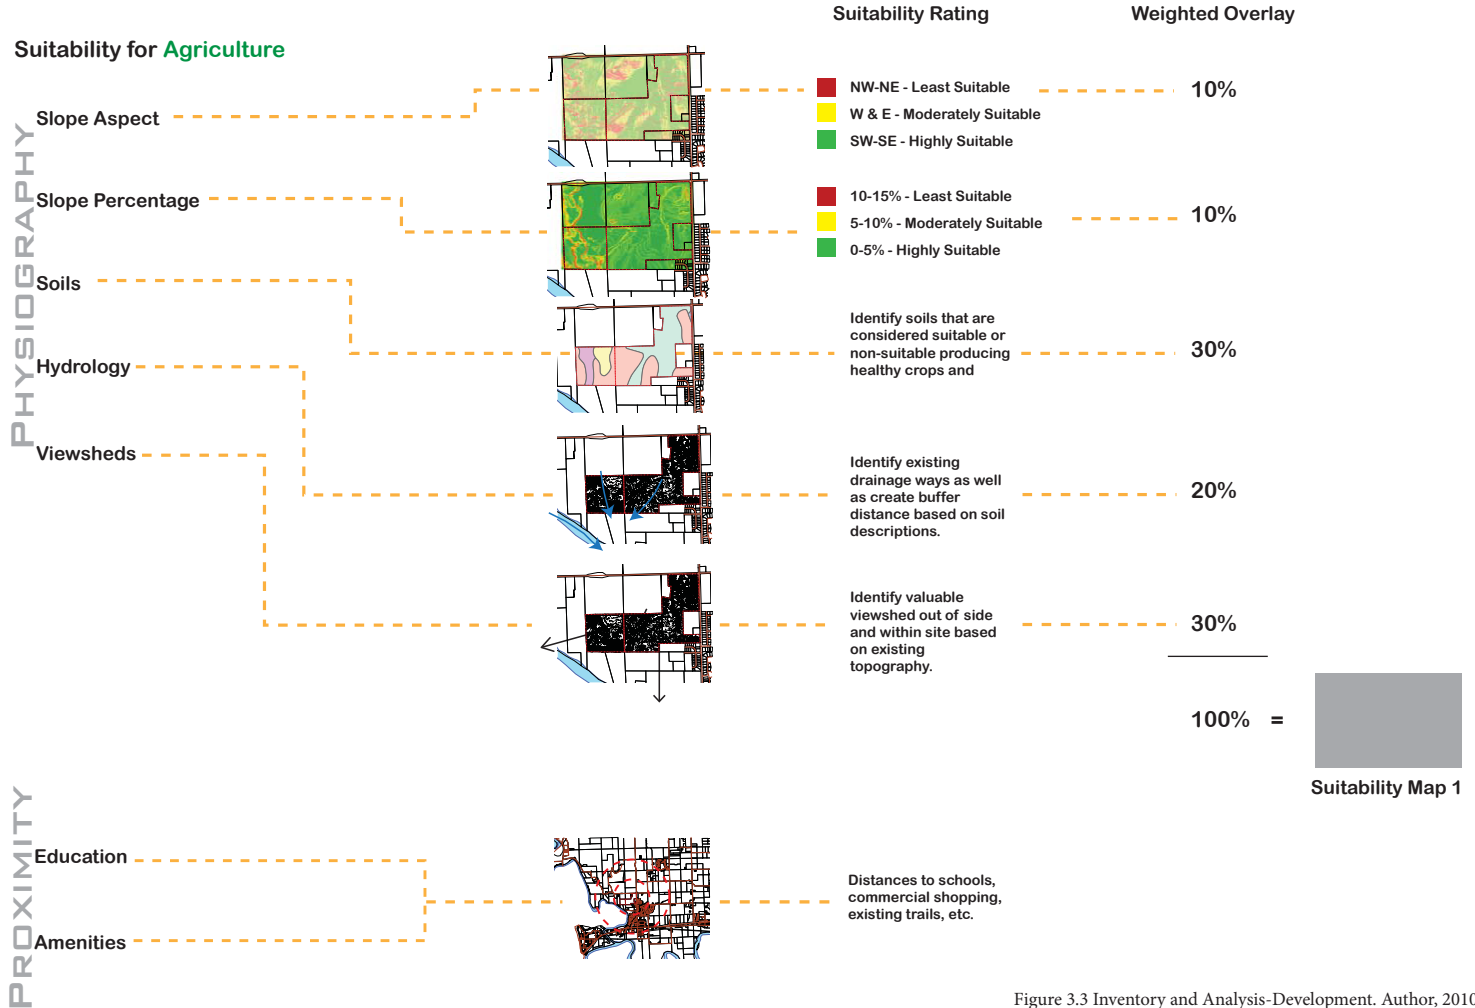 Suitability Rating
Weighted Overlay
Suitability for Agriculture
PHYSIOGRAPHY
Slope Aspect
NW-NE - Least Suitable
W & E - Moderately Suitable
SW-SE - Highly Suitable
10%
Slope Percentage
10-15% - Least Suitable
5-10% - Moderately Suitable
0-5% - Highly Suitable
10%
Soils
Identify soils that are
considered suitable or
non-suitable producing
healthy crops and
30%
Hydrology
Identify existing
drainage ways as well
as create buffer
distance based on soil
descriptions.
20%
Viewsheds
Identify valuable
viewshed out of side
and within site based
on existing
topography.
30%
100% =
Suitability Map 1
PROXIMITY
Education
Amenities
Distances to schools,
commercial shopping,
existing trails, etc.
Figure 3.3 Inventory and Analysis-Development. Author, 2010